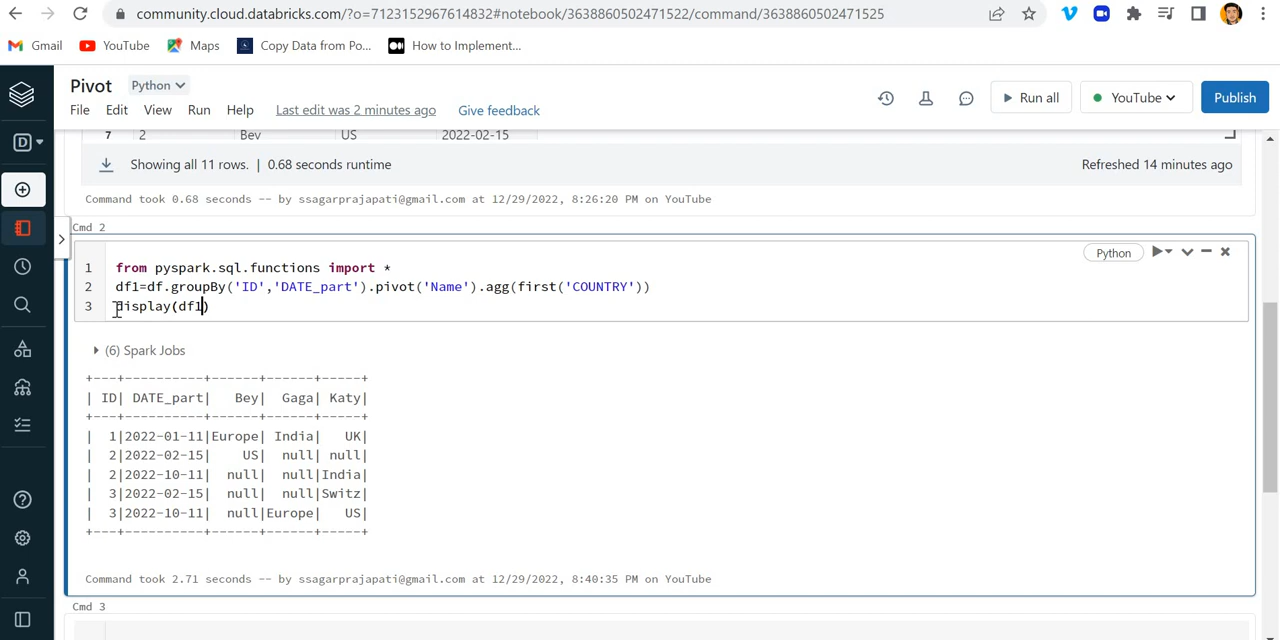 community.cloud.databricks.com/?o=7123152967614832#notebook/3638860502471522/command/3638860502471525
Gmail YouTube Maps Copy Data from Po... How to Implement...
Pivot Python
File Edit View Run Help Last edit was 2 minutes ago Give feedback
Run all YouTube Publish
D
7 2 Bey US 2022-02-15
Showing all 11 rows. | 0.68 seconds runtime Refreshed 14 minutes ago
Command took 0.68 seconds -- by ssagarprajapati@gmail.com at 12/29/2022, 8:26:20 PM on YouTube
Cmd 2
Python
1 from pyspark.sql.functions import *
2 df1=df.groupBy('ID','DATE_part').pivot('Name').agg(first('COUNTRY'))
3 display(df1)
(6) Spark Jobs
+---+----------+------+------+-----+
| ID| DATE_part|   Bey|  Gaga| Katy|
+---+----------+------+------+-----+
|  1|2022-01-11|Europe| India|   UK|
|  2|2022-02-15|    US|  null| null|
|  2|2022-10-11|  null|  null|India|
|  3|2022-02-15|  null|  null|Switz|
|  3|2022-10-11|  null|Europe|   US|
+---+----------+------+------+-----+
Command took 2.71 seconds -- by ssagarprajapati@gmail.com at 12/29/2022, 8:40:35 PM on YouTube
Cmd 3